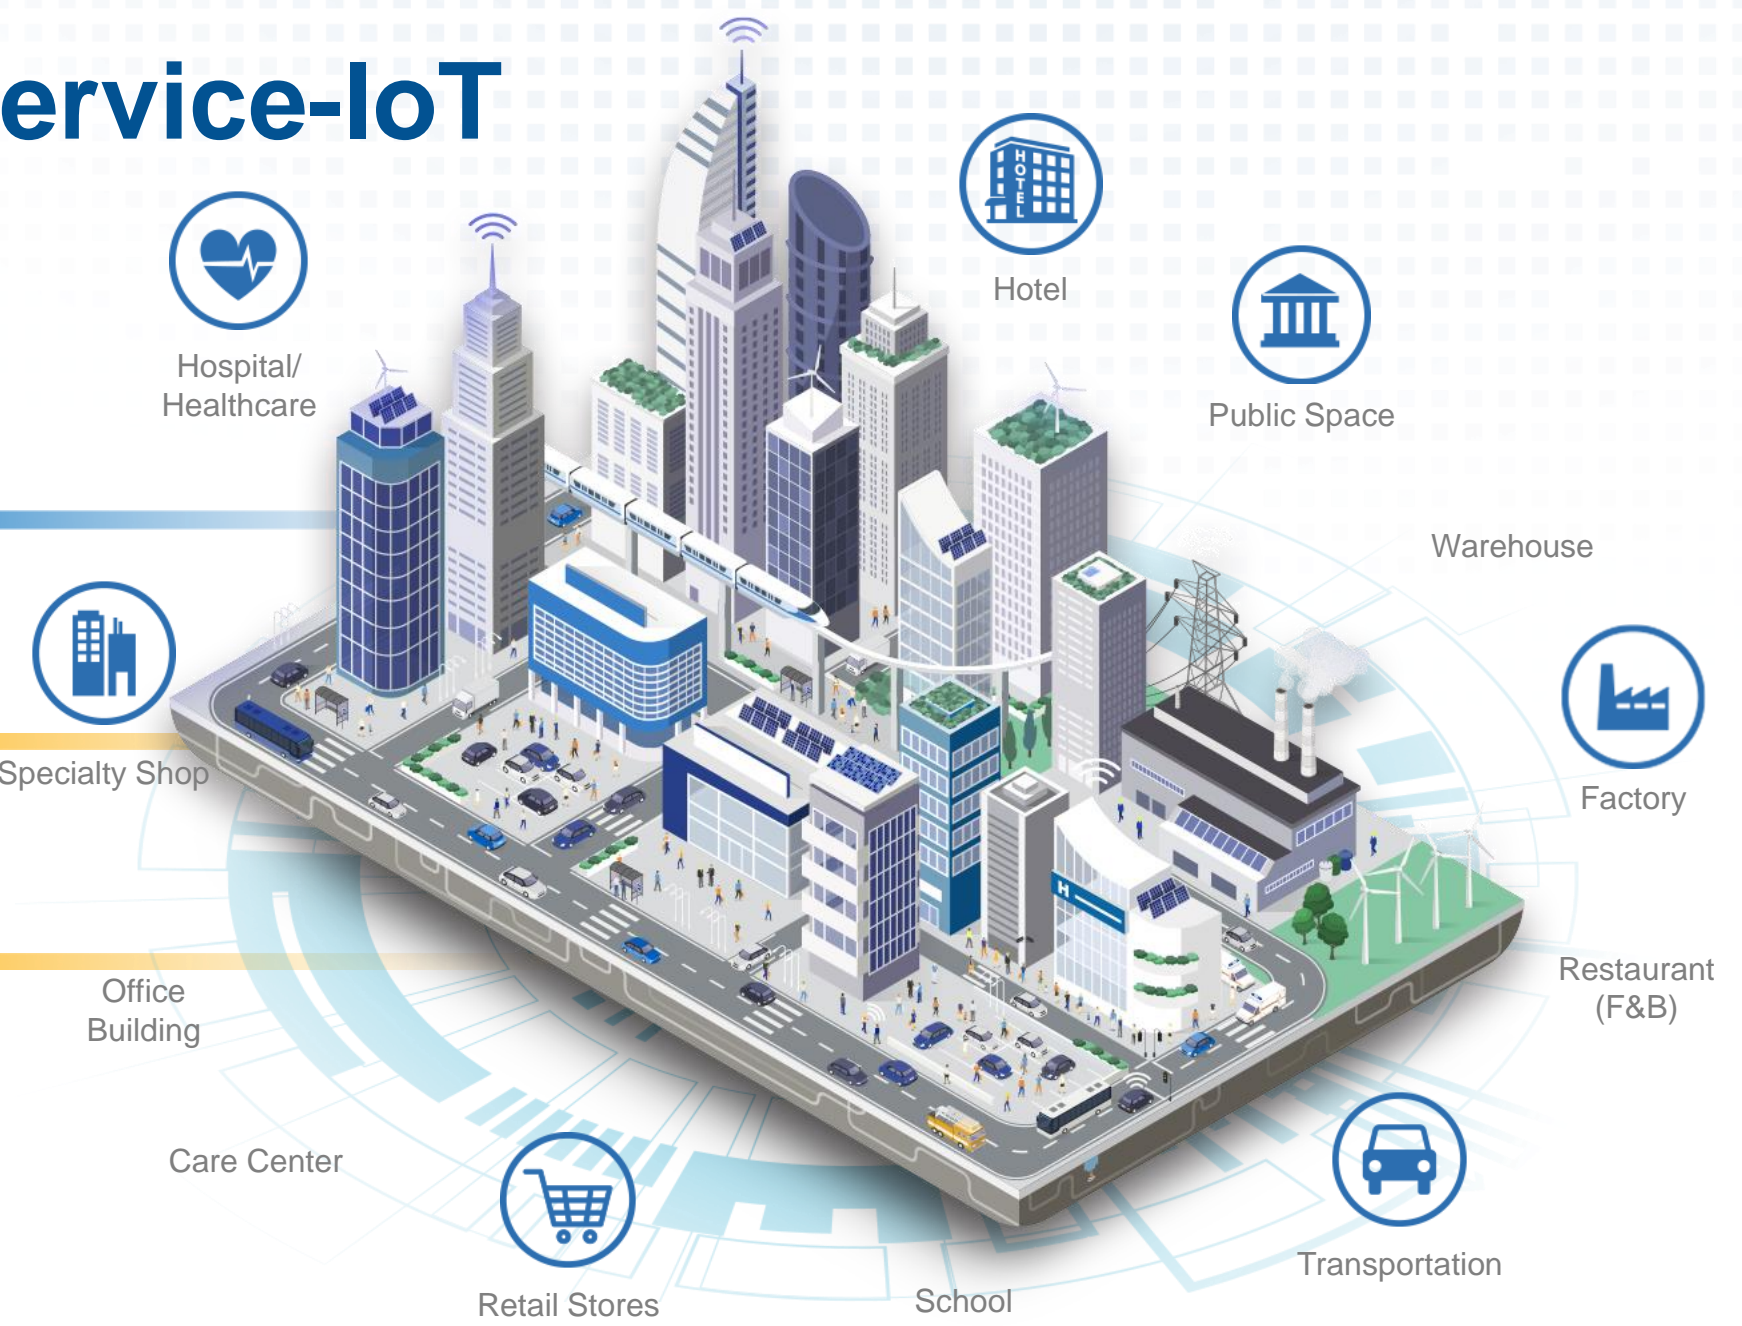 ervice-IoT
HOTEL
Hotel
Hospital/
Healthcare
Public Space
Warehouse
Specialty Shop
Factory
H
Office
Building
Restaurant
(F&B)
Care Center
Transportation
Retail Stores
School